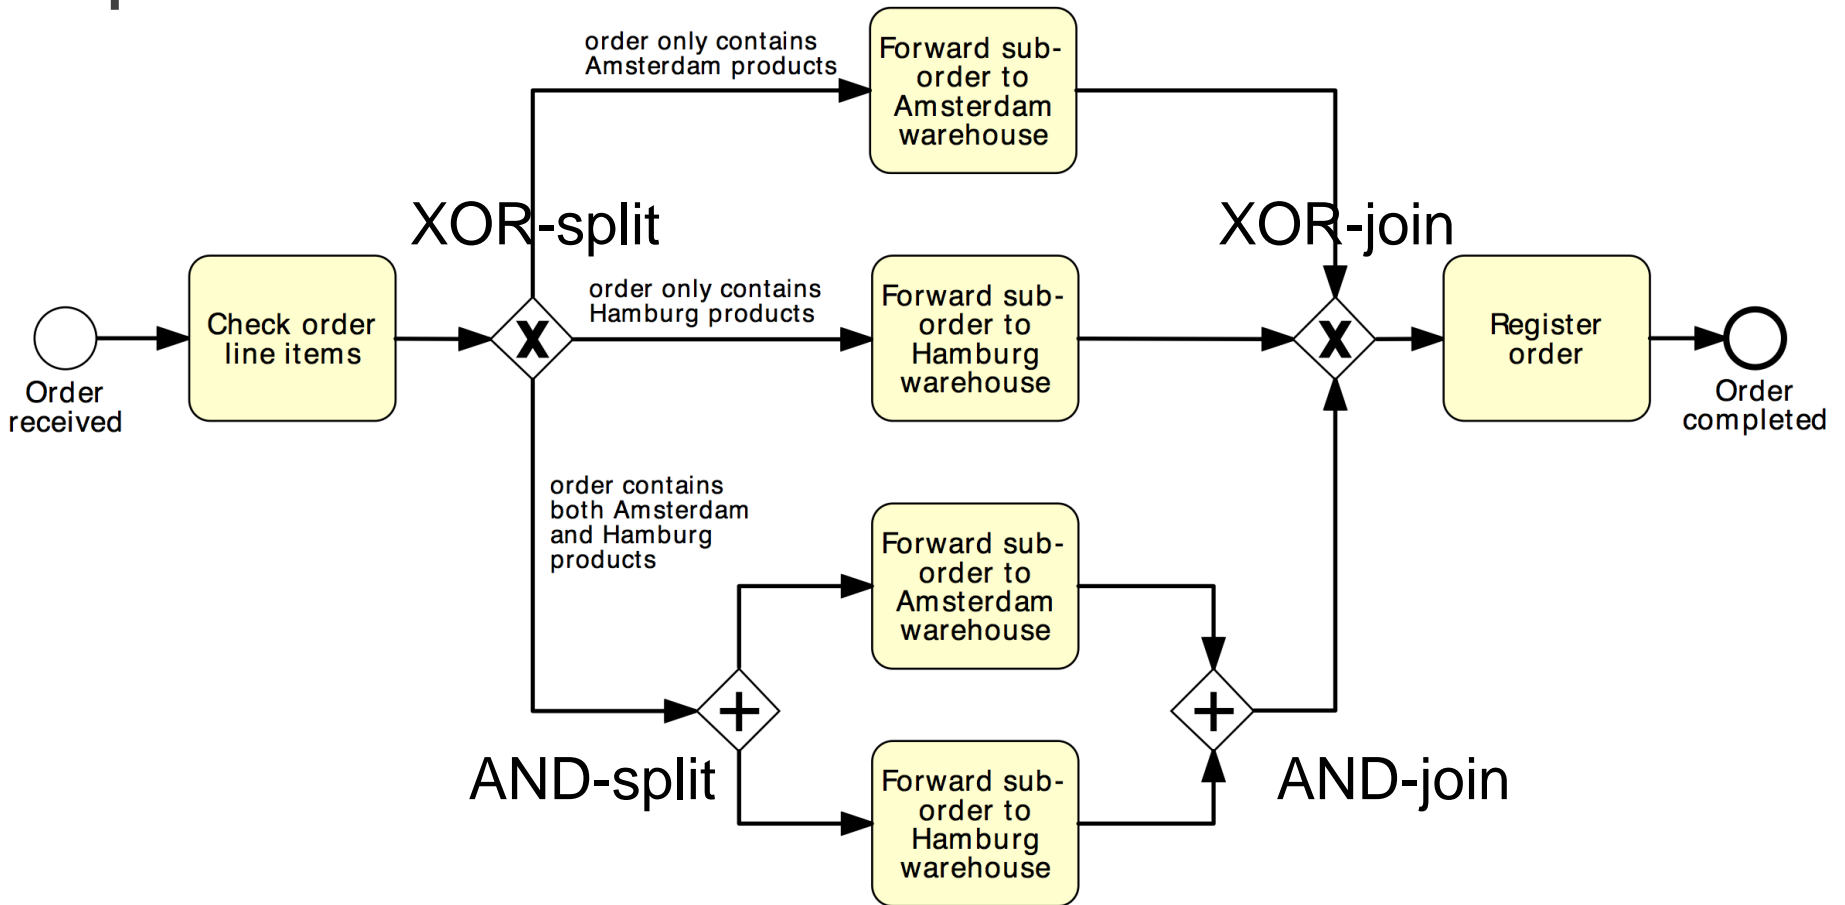 order only contains
Amsterdam products
Forward sub-
order to
Amsterdam
warehouse
XOR-split
XOR-join
Order
received
Check order
line items
X
order only contains
Hamburg products
Forward sub-
order to
Hamburg
warehouse
X
Register
order
Order
completed
order contains
both Amsterdam
and Hamburg
products
Forward sub-
order to
Amsterdam
warehouse
+
+
AND-split
AND-join
Forward sub-
order to
Hamburg
warehouse